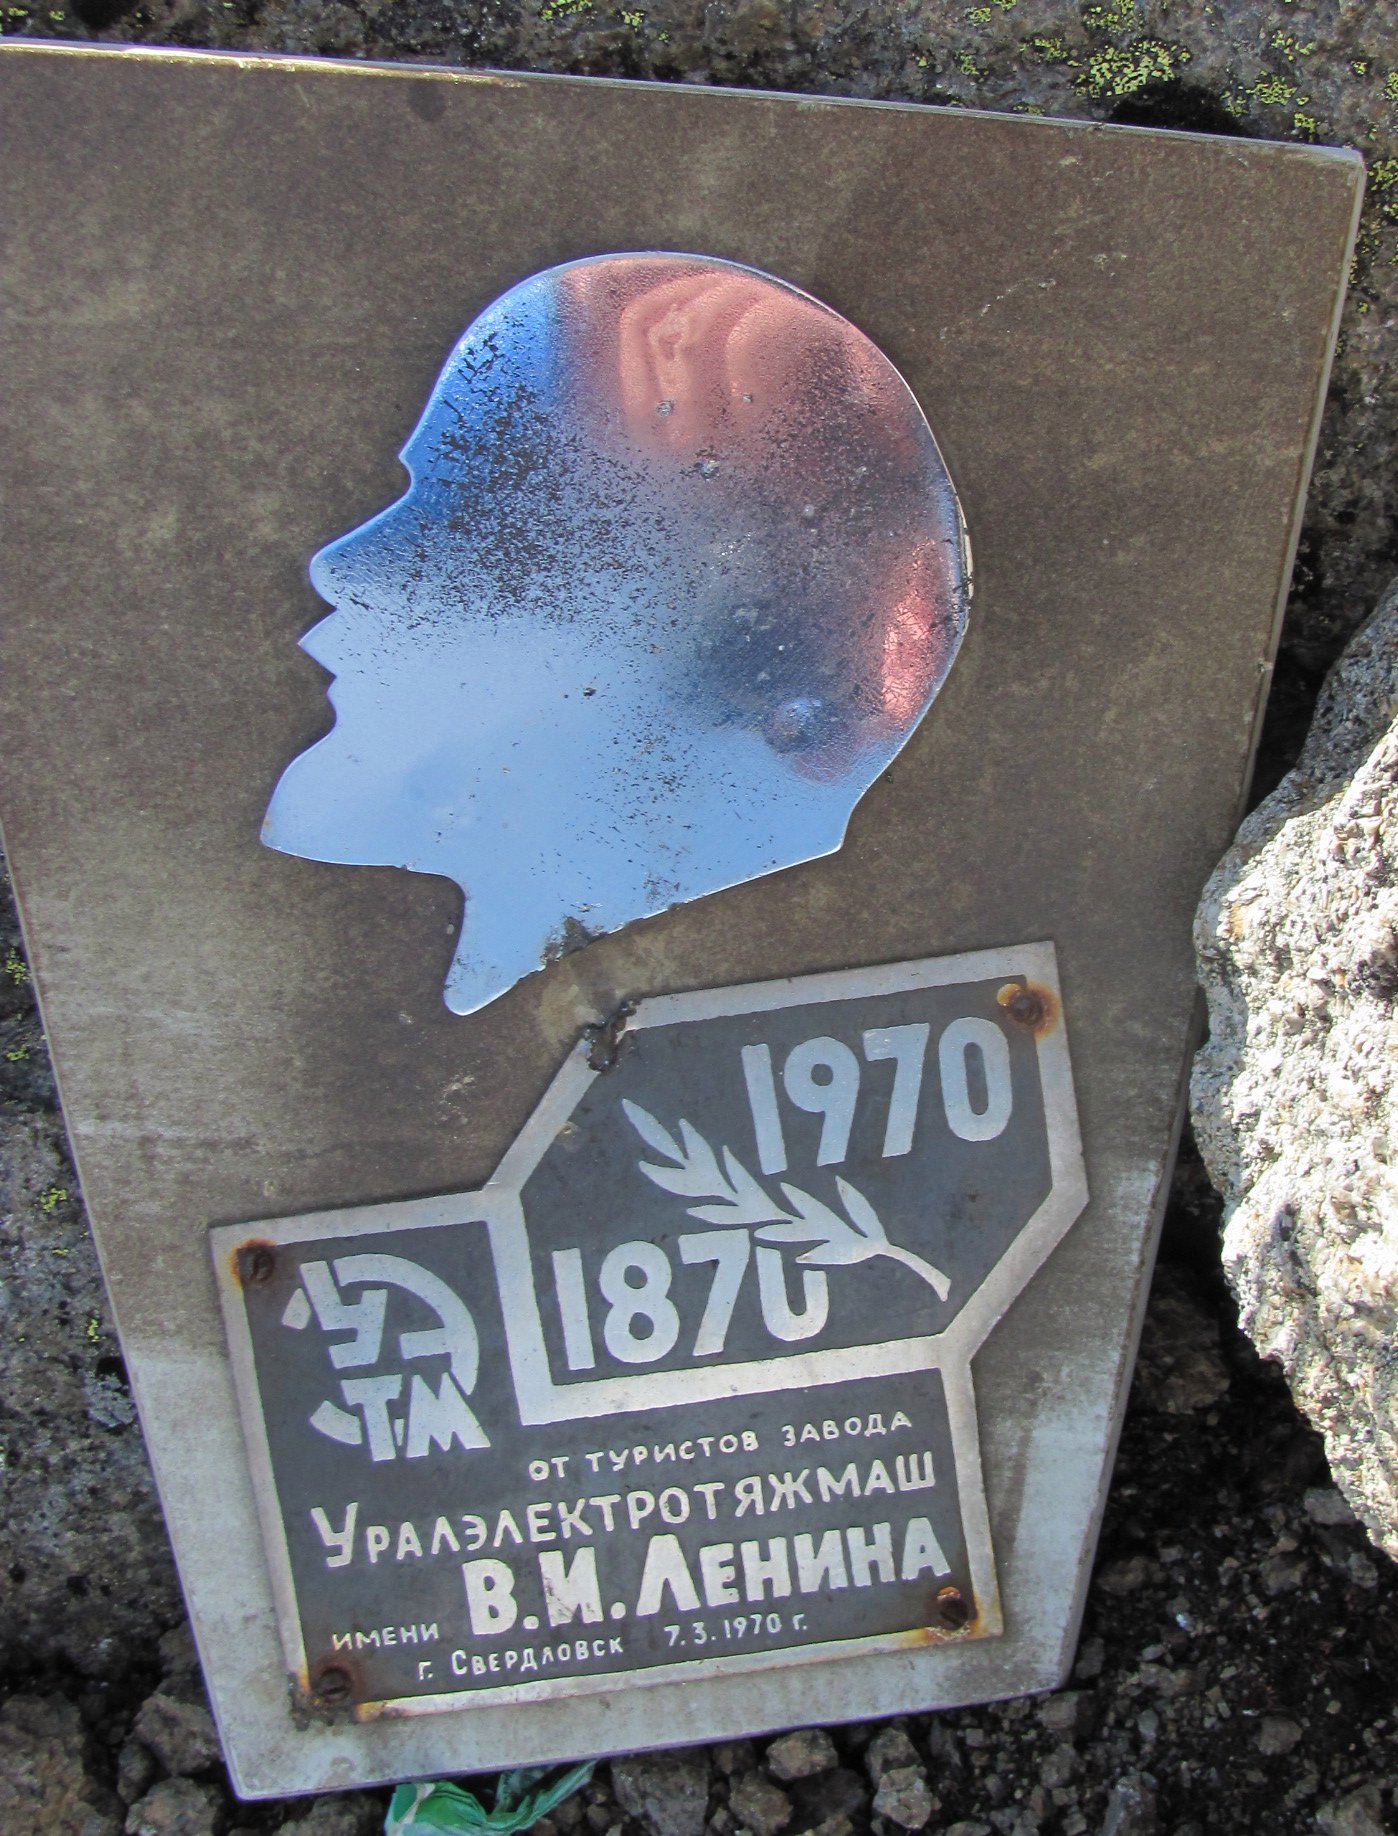 1970
1870
УЭТМ
от туристов завода
Уралэлектротяжмаш
имени В.И.Ленина
г. Свердловск 7.3.1970 г.